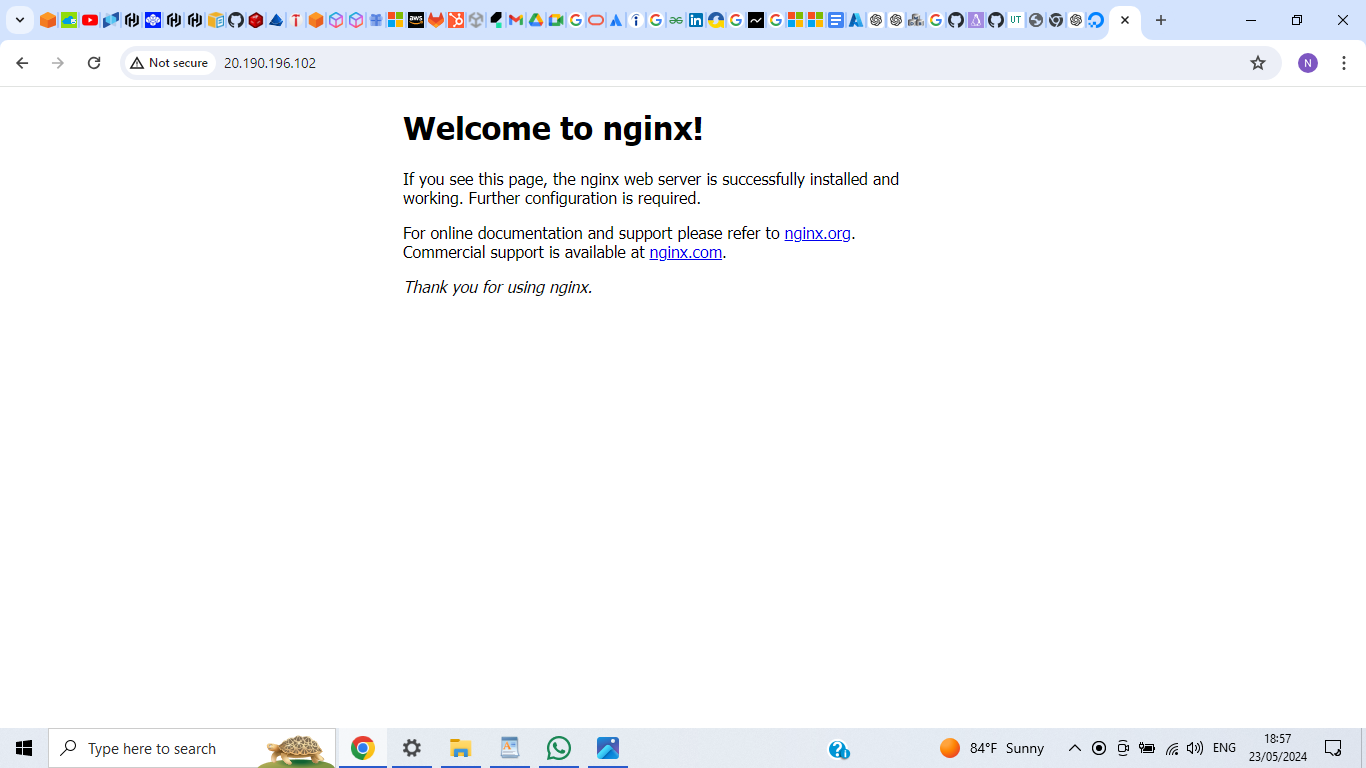 aws
T
UT
Not secure
20.190.196.102
N
Welcome to nginx!
If you see this page, the nginx web server is successfully installed and
working. Further configuration is required.
For online documentation and support please refer to nginx.org.
Commercial support is available at nginx.com.
Thank you for using nginx.
Type here to search
84°F Sunny
ENG
18:57
23/05/2024